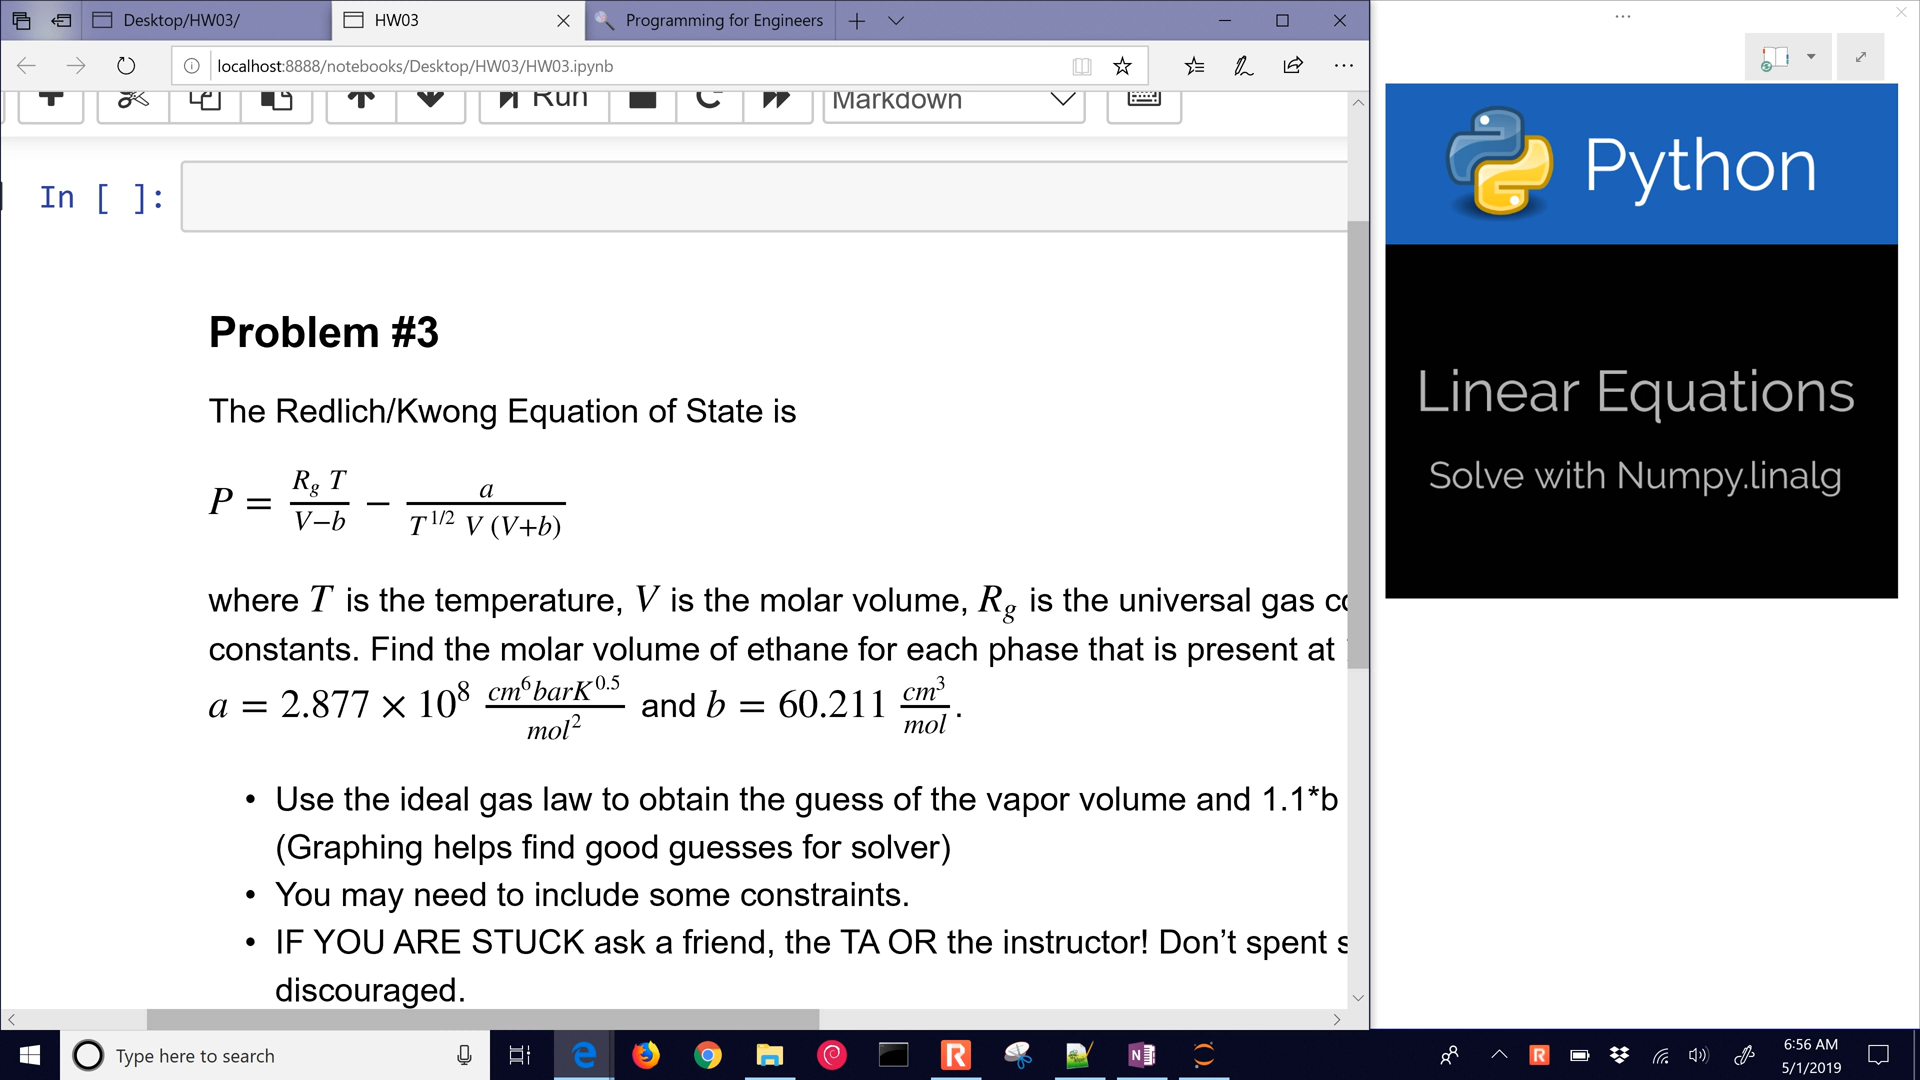 Desktop/HW03/
HW03
Programming for Engineers
localhost:8888/notebooks/Desktop/HW03/HW03.ipynb
Run
Markdown
In [ ]:
Problem #3
The Redlich/Kwong Equation of State is
P = R_g T / (V−b) − a / (T^{1/2} V (V+b))
where T is the temperature, V is the molar volume, R_g is the universal gas
constants. Find the molar volume of ethane for each phase that is present at
a = 2.877 × 10^8 cm^6 barK^{0.5} / mol^2 and b = 60.211 cm^3 / mol.
• Use the ideal gas law to obtain the guess of the vapor volume and 1.1*b
(Graphing helps find good guesses for solver)
• You may need to include some constraints.
• IF YOU ARE STUCK ask a friend, the TA OR the instructor! Don’t spent
discouraged.
Python
Linear Equations
Solve with Numpy.linalg
Type here to search
6:56 AM
5/1/2019